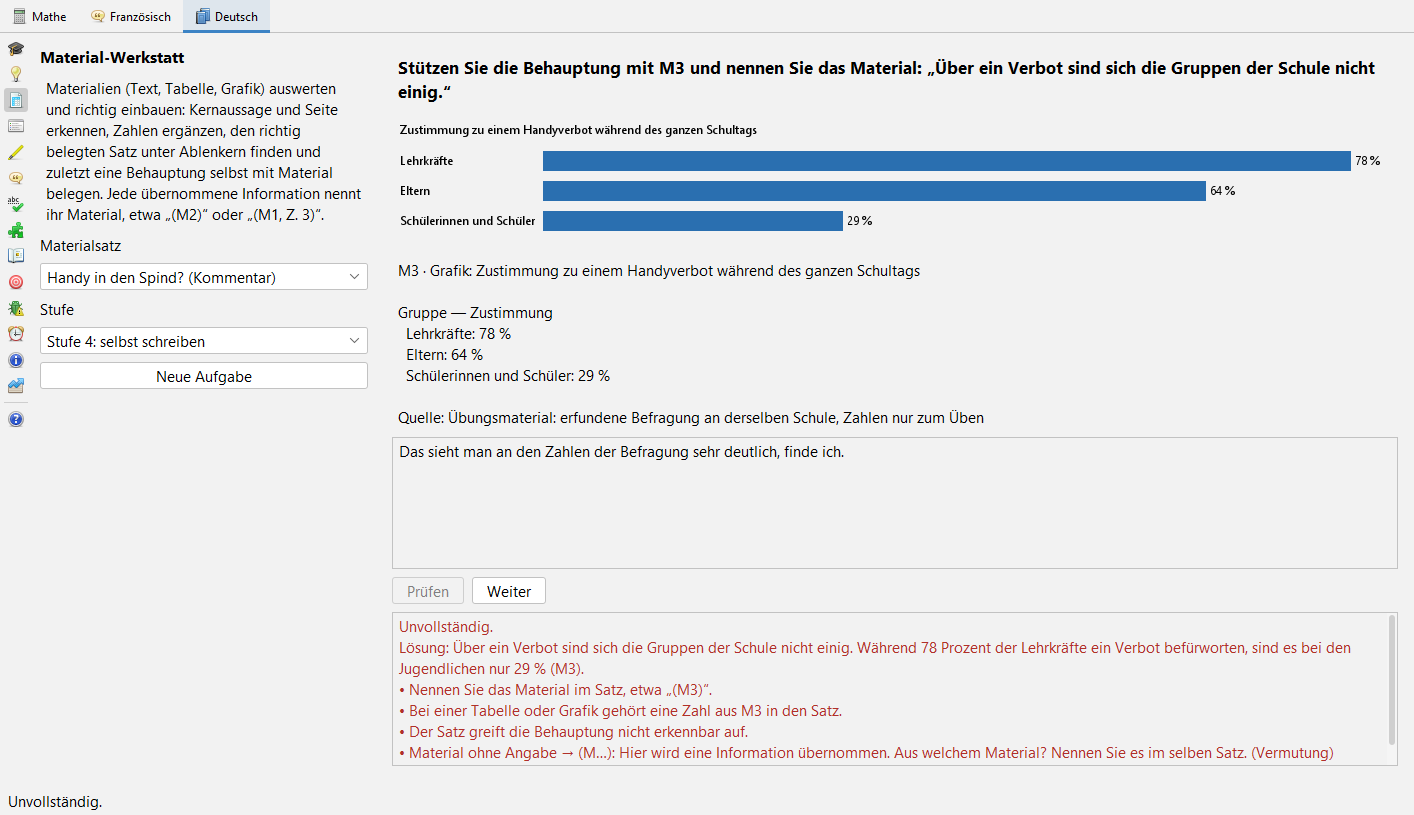 Mathe
Französisch
Deutsch
Material-Werkstatt
Materialien (Text, Tabelle, Grafik) auswerten
und richtig einbauen: Kernaussage und Seite
erkennen, Zahlen ergänzen, den richtig
belegten Satz unter Ablenkern finden und
zuletzt eine Behauptung selbst mit Material
belegen. Jede übernommene Information nennt
ihr Material, etwa „(M2)“ oder „(M1, Z. 3)“.
Materialsatz
Handy in den Spind? (Kommentar)
Stufe
Stufe 4: selbst schreiben
Neue Aufgabe
Stützen Sie die Behauptung mit M3 und nennen Sie das Material: „Über ein Verbot sind sich die Gruppen der Schule nicht
einig.“
Zustimmung zu einem Handyverbot während des ganzen Schultags
Lehrkräfte 78 %
Eltern 64 %
Schülerinnen und Schüler 29 %
M3 · Grafik: Zustimmung zu einem Handyverbot während des ganzen Schultags
Gruppe — Zustimmung
Lehrkräfte: 78 %
Eltern: 64 %
Schülerinnen und Schüler: 29 %
Quelle: Übungsmaterial: erfundene Befragung an derselben Schule, Zahlen nur zum Üben
Das sieht man an den Zahlen der Befragung sehr deutlich, finde ich.
Prüfen
Weiter
Unvollständig.
Lösung: Über ein Verbot sind sich die Gruppen der Schule nicht einig. Während 78 Prozent der Lehrkräfte ein Verbot befürworten, sind es bei den
Jugendlichen nur 29 % (M3).
• Nennen Sie das Material im Satz, etwa „(M3)“.
• Bei einer Tabelle oder Grafik gehört eine Zahl aus M3 in den Satz.
• Der Satz greift die Behauptung nicht erkennbar auf.
• Material ohne Angabe → (M…): Hier wird eine Information übernommen. Aus welchem Material? Nennen Sie es im selben Satz. (Vermutung)
Unvollständig.